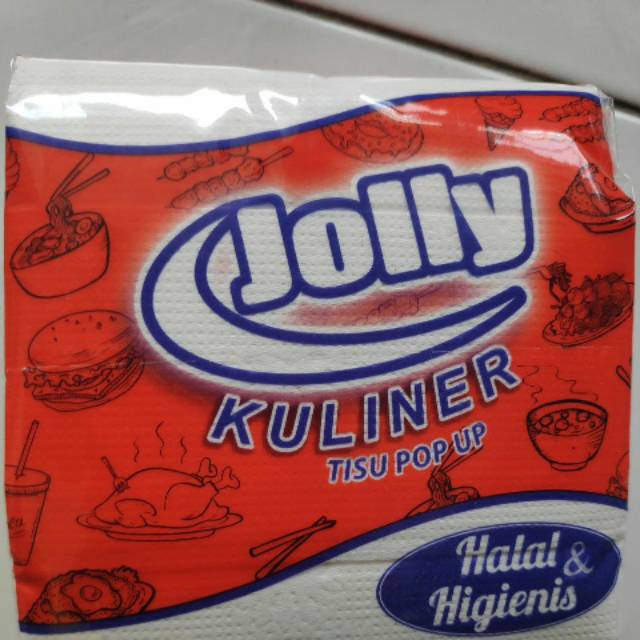 Jolly
KULINER
TISU POP UP
Halal &
Higienis